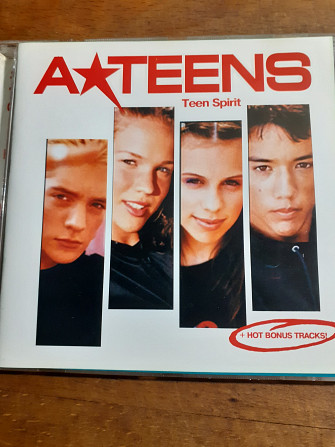 A★TEENS
Teen Spirit
+ HOT BONUS TRACKS!